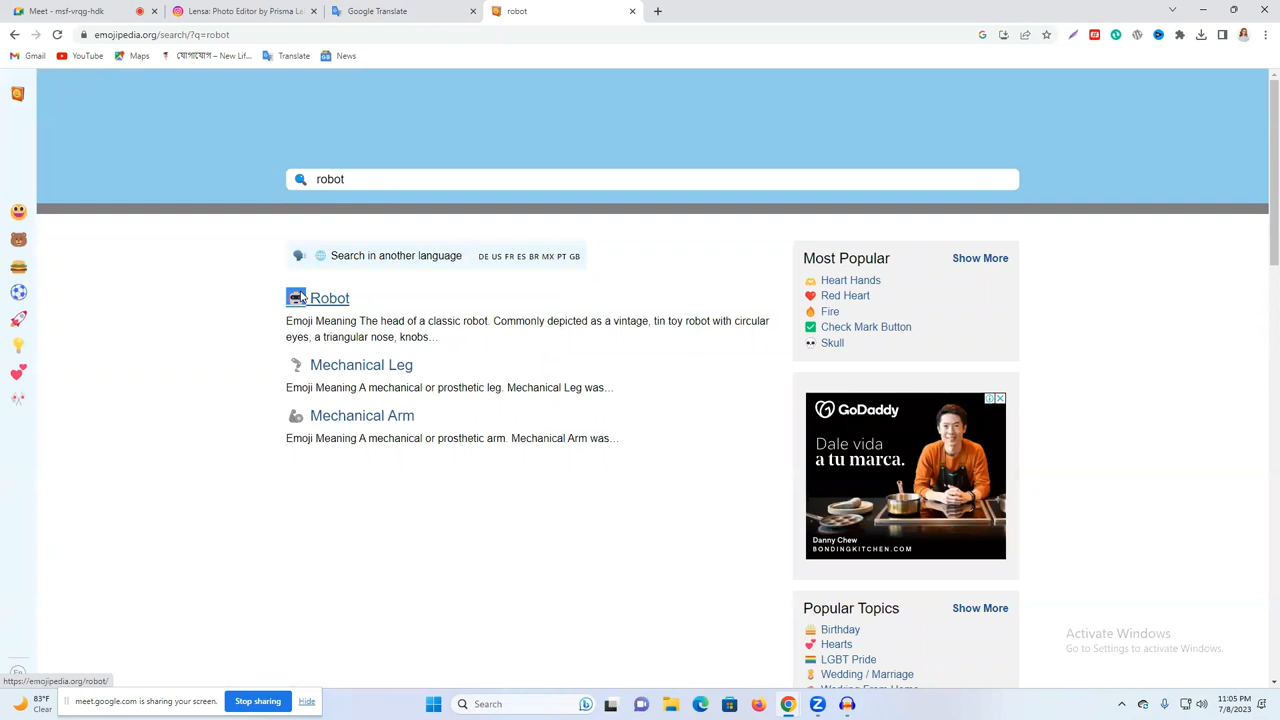 Meet - msf-vrqg-hdk
Lensa: Photo Editor by Prisma La
Google Translate
robot
emojipedia.org/search/?q=robot
Gmail
YouTube
Maps
যোগাযোগ – New Lif...
Translate
News
robot
Search in another language DE US FR ES BR MX PT GB
Robot
Emoji Meaning The head of a classic robot. Commonly depicted as a vintage, tin toy robot with circular
eyes, a triangular nose, knobs…
Mechanical Leg
Emoji Meaning A mechanical or prosthetic leg. Mechanical Leg was…
Mechanical Arm
Emoji Meaning A mechanical or prosthetic arm. Mechanical Arm was…
Most Popular Show More
Heart Hands
Red Heart
Fire
Check Mark Button
Skull
GoDaddy
Dale vida
a tu marca.
Danny Chew
BONDINGKITCHEN.COM
Popular Topics Show More
Birthday
Hearts
LGBT Pride
Wedding / Marriage
Working From Home
Activate Windows
Go to Settings to activate Windows.
En
https://emojipedia.org/robot/
83°F
Clear
meet.google.com is sharing your screen.
Stop sharing
Hide
Search
11:05 PM
7/8/2023